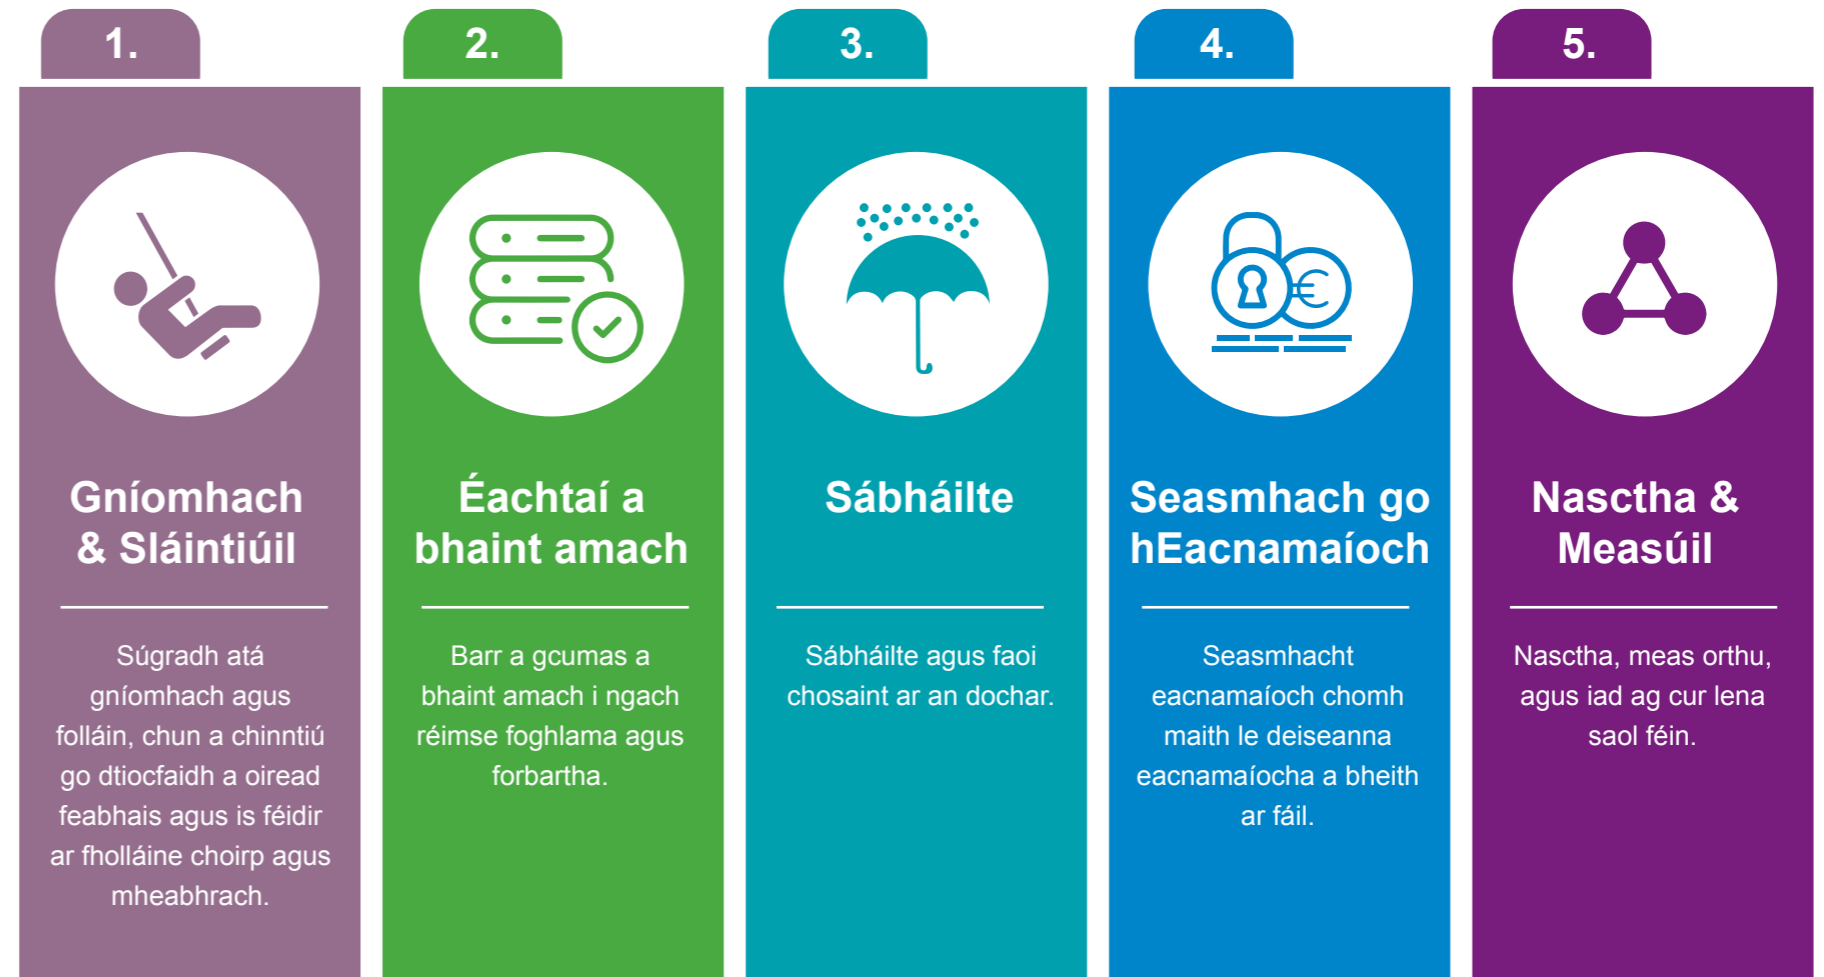 1.
Gníomhach
& Sláintiúil
Súgradh atá
gníomhach agus
folláin, chun a chinntiú
go dtiocfaidh a oiread
feabhais agus is féidir
ar fholláine choirp agus
mheabhrach.
2.
Éachtaí a
bhaint amach
Barr a gcumas a
bhaint amach i ngach
réimse foghlama agus
forbartha.
3.
Sábháilte
Sábháilte agus faoi
chosaint ar an dochar.
4.
Seasmhach go
hEacnamaíoch
Seasmhacht
eacnamaíoch chomh
maith le deiseanna
eacnamaíocha a bheith
ar fáil.
5.
Nasctha &
Measúil
Nasctha, meas orthu,
agus iad ag cur lena
saol féin.